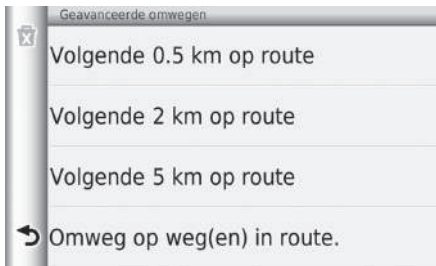 Geavanceerde omwegen
Volgende 0.5 km op route
Volgende 2 km op route
Volgende 5 km op route
Omweg op weg(en) in route.